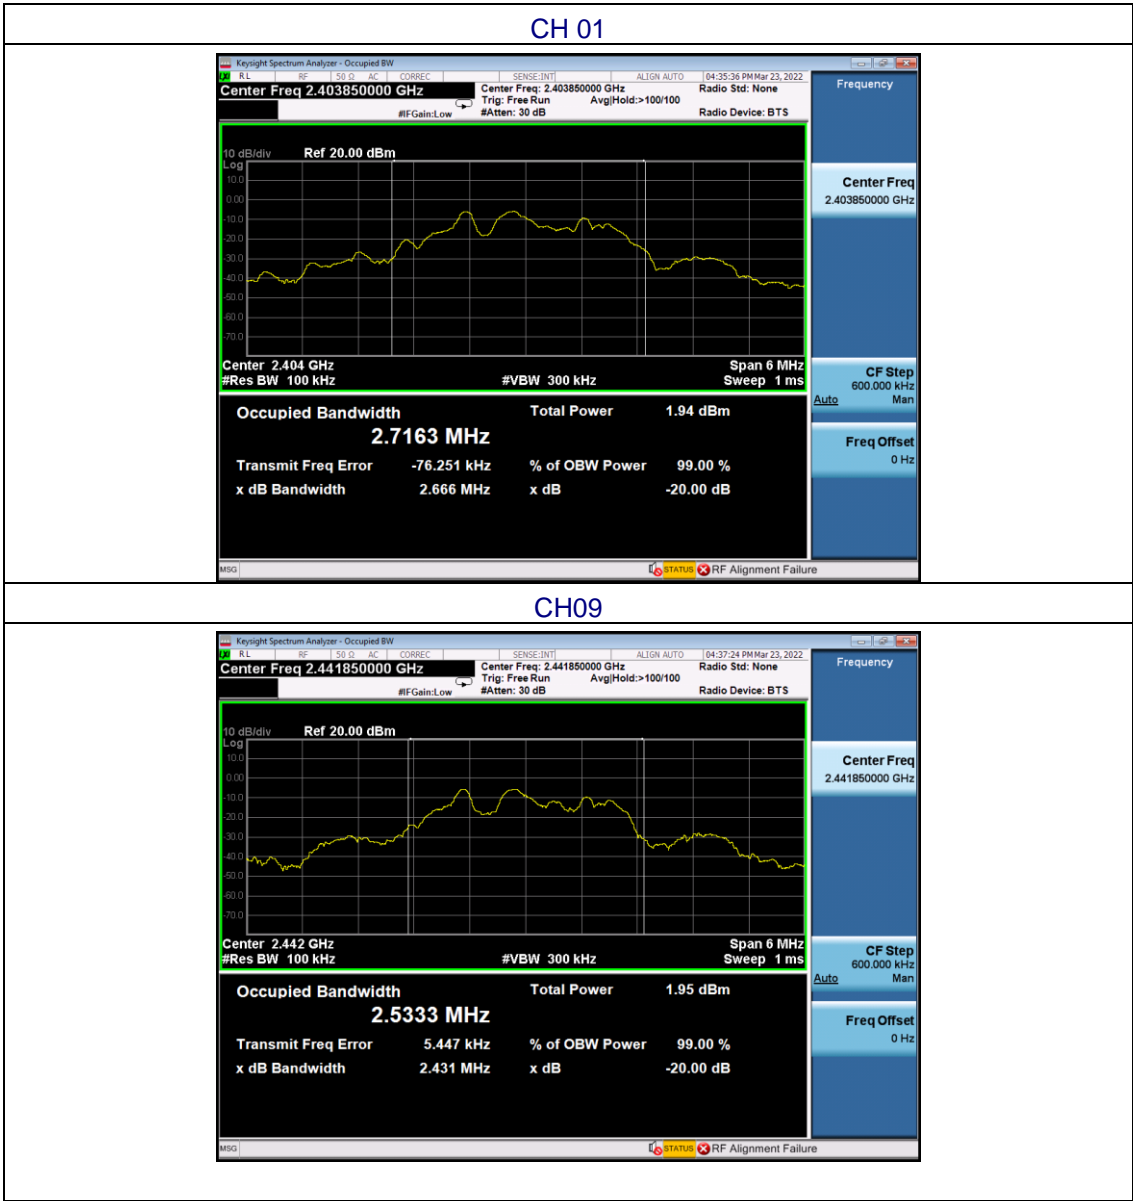 CH 01
Keysight Spectrum Analyzer - Occupied BW
RL RF 50 Ω AC CORREC SENSE:INT ALIGN AUTO 04:35:36 PM Mar 23, 2022
Center Freq 2.403850000 GHz Center Freq: 2.403850000 GHz Radio Std: None Frequency
Trig: Free Run Avg|Hold:>100/100
#IFGain:Low #Atten: 30 dB Radio Device: BTS
10 dB/div Ref 20.00 dBm
Log
10.0
0.00
-10.0
-20.0
-30.0
-40.0
-50.0
-60.0
-70.0
Center Freq
2.403850000 GHz
Center 2.404 GHz Span 6 MHz
#Res BW 100 kHz #VBW 300 kHz Sweep 1 ms
CF Step
600.000 kHz
Auto Man
Occupied Bandwidth Total Power 1.94 dBm
2.7163 MHz
Transmit Freq Error -76.251 kHz % of OBW Power 99.00 %
x dB Bandwidth 2.666 MHz x dB -20.00 dB
Freq Offset
0 Hz
MSG STATUS RF Alignment Failure
CH09
Keysight Spectrum Analyzer - Occupied BW
RL RF 50 Ω AC CORREC SENSE:INT ALIGN AUTO 04:37:24 PM Mar 23, 2022
Center Freq 2.441850000 GHz Center Freq: 2.441850000 GHz Radio Std: None Frequency
Trig: Free Run Avg|Hold:>100/100
#IFGain:Low #Atten: 30 dB Radio Device: BTS
10 dB/div Ref 20.00 dBm
Log
10.0
0.00
-10.0
-20.0
-30.0
-40.0
-50.0
-60.0
-70.0
Center Freq
2.441850000 GHz
Center 2.442 GHz Span 6 MHz
#Res BW 100 kHz #VBW 300 kHz Sweep 1 ms
CF Step
600.000 kHz
Auto Man
Occupied Bandwidth Total Power 1.95 dBm
2.5333 MHz
Transmit Freq Error 5.447 kHz % of OBW Power 99.00 %
x dB Bandwidth 2.431 MHz x dB -20.00 dB
Freq Offset
0 Hz
MSG STATUS RF Alignment Failure